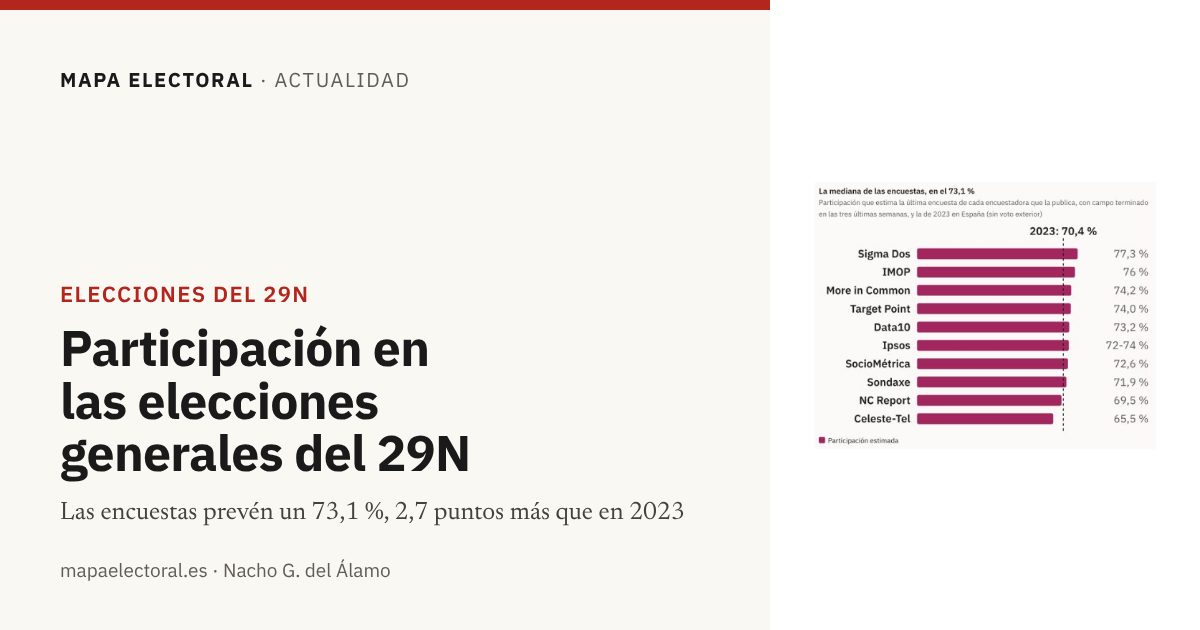 MAPA ELECTORAL · ACTUALIDAD
ELECCIONES DEL 29N
Participación en
las elecciones
generales del 29N
Las encuestas prevén un 73,1 %, 2,7 puntos más que en 2023
mapaelectoral.es · Nacho G. del Álamo
La mediana de las encuestas, en el 73,1 %
Participación que estima la última encuesta de cada encuestadora que la publica, con campo terminado
en las tres últimas semanas, y la de 2023 en España (sin voto exterior)
2023: 70,4 %
Sigma Dos 77,3 %
IMOP 76 %
More in Common 74,2 %
Target Point 74,0 %
Data10 73,2 %
Ipsos 72-74 %
SocioMétrica 72,6 %
Sondaxe 71,9 %
NC Report 69,5 %
Celeste-Tel 65,5 %
Participación estimada